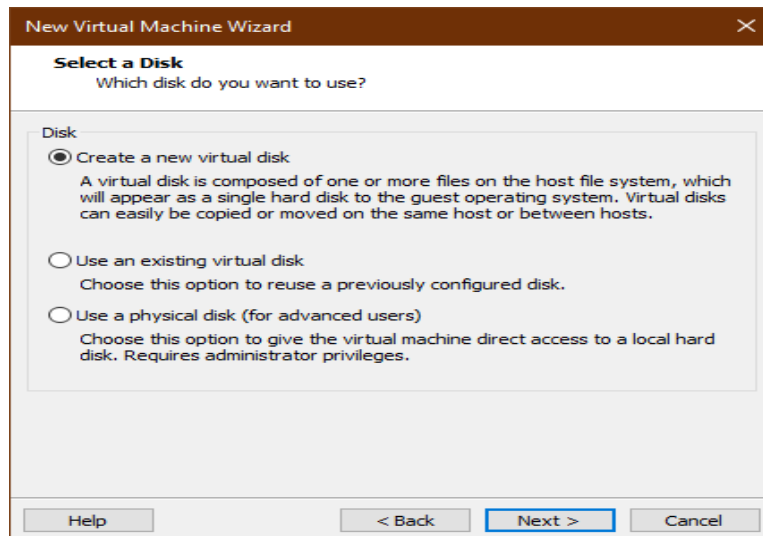 New Virtual Machine Wizard
Select a Disk
Which disk do you want to use?
Disk
Create a new virtual disk
A virtual disk is composed of one or more files on the host file system, which
will appear as a single hard disk to the guest operating system. Virtual disks
can easily be copied or moved on the same host or between hosts.
Use an existing virtual disk
Choose this option to reuse a previously configured disk.
Use a physical disk (for advanced users)
Choose this option to give the virtual machine direct access to a local hard
disk. Requires administrator privileges.
Help
< Back
Next >
Cancel